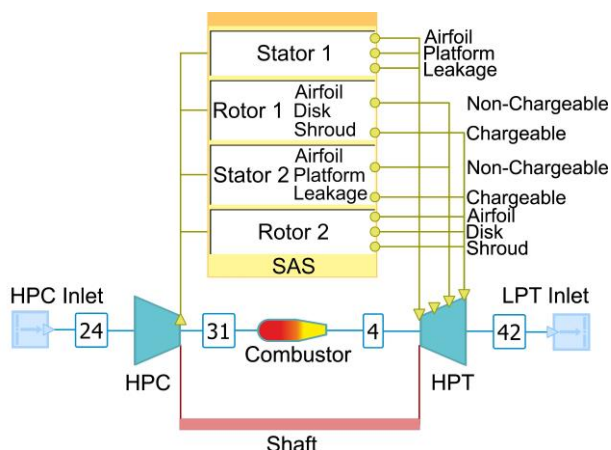 Airfoil
Stator 1
Platform
Leakage
Airfoil
Non-Chargeable
Rotor 1
Disk
Shroud
Chargeable
Airfoil
Non-Chargeable
Stator 2
Platform
Leakage
Chargeable
Airfoil
Rotor 2
Disk
Shroud
SAS
HPC Inlet
LPT Inlet
24
31
4
42
Combustor
HPC
HPT
Shaft